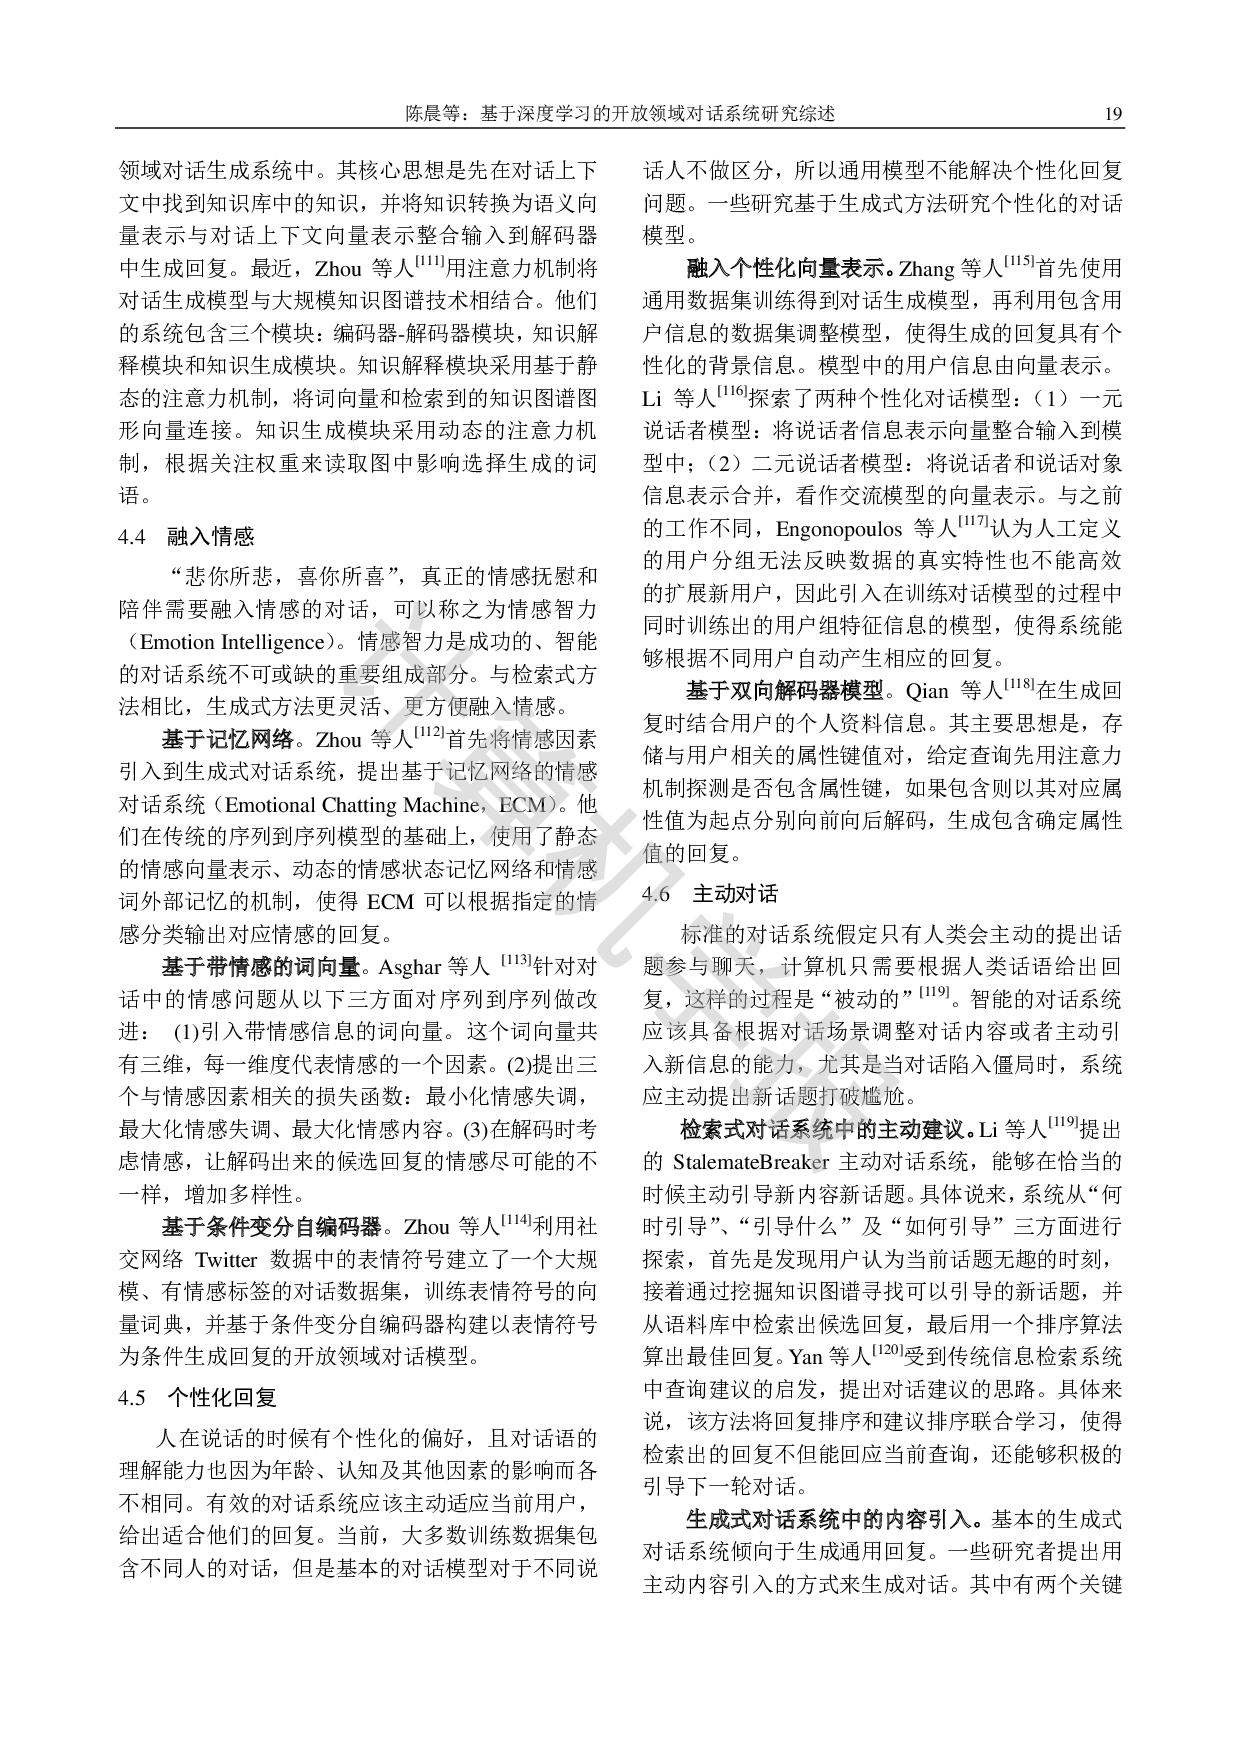 陈晨等：基于深度学习的开放领域对话系统研究综述 19
领域对话生成系统中。其核心思想是先在对话上下
文中找到知识库中的知识，并将知识转换为语义向
量表示与对话上下文向量表示整合输入到解码器
中生成回复。最近，Zhou 等人[111]用注意力机制将
对话生成模型与大规模知识图谱技术相结合。他们
的系统包含三个模块：编码器-解码器模块，知识解
释模块和知识生成模块。知识解释模块采用基于静
态的注意力机制，将词向量和检索到的知识图谱图
形向量连接。知识生成模块采用动态的注意力机
制，根据关注权重来读取图中影响选择生成的词
语。
4.4 融入情感
“悲你所悲，喜你所喜”，真正的情感抚慰和
陪伴需要融入情感的对话，可以称之为情感智力
（Emotion Intelligence）。情感智力是成功的、智能
的对话系统不可或缺的重要组成部分。与检索式方
法相比，生成式方法更灵活、更方便融入情感。
基于记忆网络。Zhou 等人[112]首先将情感因素
引入到生成式对话系统，提出基于记忆网络的情感
对话系统（Emotional Chatting Machine，ECM）。他
们在传统的序列到序列模型的基础上，使用了静态
的情感向量表示、动态的情感状态记忆网络和情感
词外部记忆的机制，使得 ECM 可以根据指定的情
感分类输出对应情感的回复。
基于带情感的词向量。Asghar 等人 [113]针对对
话中的情感问题从以下三方面对序列到序列做改
进： (1)引入带情感信息的词向量。这个词向量共
有三维，每一维度代表情感的一个因素。(2)提出三
个与情感因素相关的损失函数：最小化情感失调，
最大化情感失调、最大化情感内容。(3)在解码时考
虑情感，让解码出来的候选回复的情感尽可能的不
一样，增加多样性。
基于条件变分自编码器。Zhou 等人[114]利用社
交网络 Twitter 数据中的表情符号建立了一个大规
模、有情感标签的对话数据集，训练表情符号的向
量词典，并基于条件变分自编码器构建以表情符号
为条件生成回复的开放领域对话模型。
4.5 个性化回复
人在说话的时候有个性化的偏好，且对话语的
理解能力也因为年龄、认知及其他因素的影响而各
不相同。有效的对话系统应该主动适应当前用户，
给出适合他们的回复。当前，大多数训练数据集包
含不同人的对话，但是基本的对话模型对于不同说
话人不做区分，所以通用模型不能解决个性化回复
问题。一些研究基于生成式方法研究个性化的对话
模型。
融入个性化向量表示。Zhang 等人[115]首先使用
通用数据集训练得到对话生成模型，再利用包含用
户信息的数据集调整模型，使得生成的回复具有个
性化的背景信息。模型中的用户信息由向量表示。
Li 等人[116]探索了两种个性化对话模型：（1）一元
说话者模型：将说话者信息表示向量整合输入到模
型中；（2）二元说话者模型：将说话者和说话对象
信息表示合并，看作交流模型的向量表示。与之前
的工作不同，Engonopoulos 等人[117]认为人工定义
的用户分组无法反映数据的真实特性也不能高效
的扩展新用户，因此引入在训练对话模型的过程中
同时训练出的用户组特征信息的模型，使得系统能
够根据不同用户自动产生相应的回复。
基于双向解码器模型。Qian 等人[118]在生成回
复时结合用户的个人资料信息。其主要思想是，存
储与用户相关的属性键值对，给定查询先用注意力
机制探测是否包含属性键，如果包含则以其对应属
性值为起点分别向前向后解码，生成包含确定属性
值的回复。
4.6 主动对话
标准的对话系统假定只有人类会主动的提出话
题参与聊天，计算机只需要根据人类话语给出回
复，这样的过程是“被动的”[119]。智能的对话系统
应该具备根据对话场景调整对话内容或者主动引
入新信息的能力，尤其是当对话陷入僵局时，系统
应主动提出新话题打破尴尬。
检索式对话系统中的主动建议。Li 等人[119]提出
的 StalemateBreaker 主动对话系统，能够在恰当的
时候主动引导新内容新话题。具体说来，系统从“何
时引导”、“引导什么”及“如何引导”三方面进行
探索，首先是发现用户认为当前话题无趣的时刻，
接着通过挖掘知识图谱寻找可以引导的新话题，并
从语料库中检索出候选回复，最后用一个排序算法
算出最佳回复。Yan 等人[120]受到传统信息检索系统
中查询建议的启发，提出对话建议的思路。具体来
说，该方法将回复排序和建议排序联合学习，使得
检索出的回复不但能回应当前查询，还能够积极的
引导下一轮对话。
生成式对话系统中的内容引入。基本的生成式
对话系统倾向于生成通用回复。一些研究者提出用
主动内容引入的方式来生成对话。其中有两个关键
计算机学报